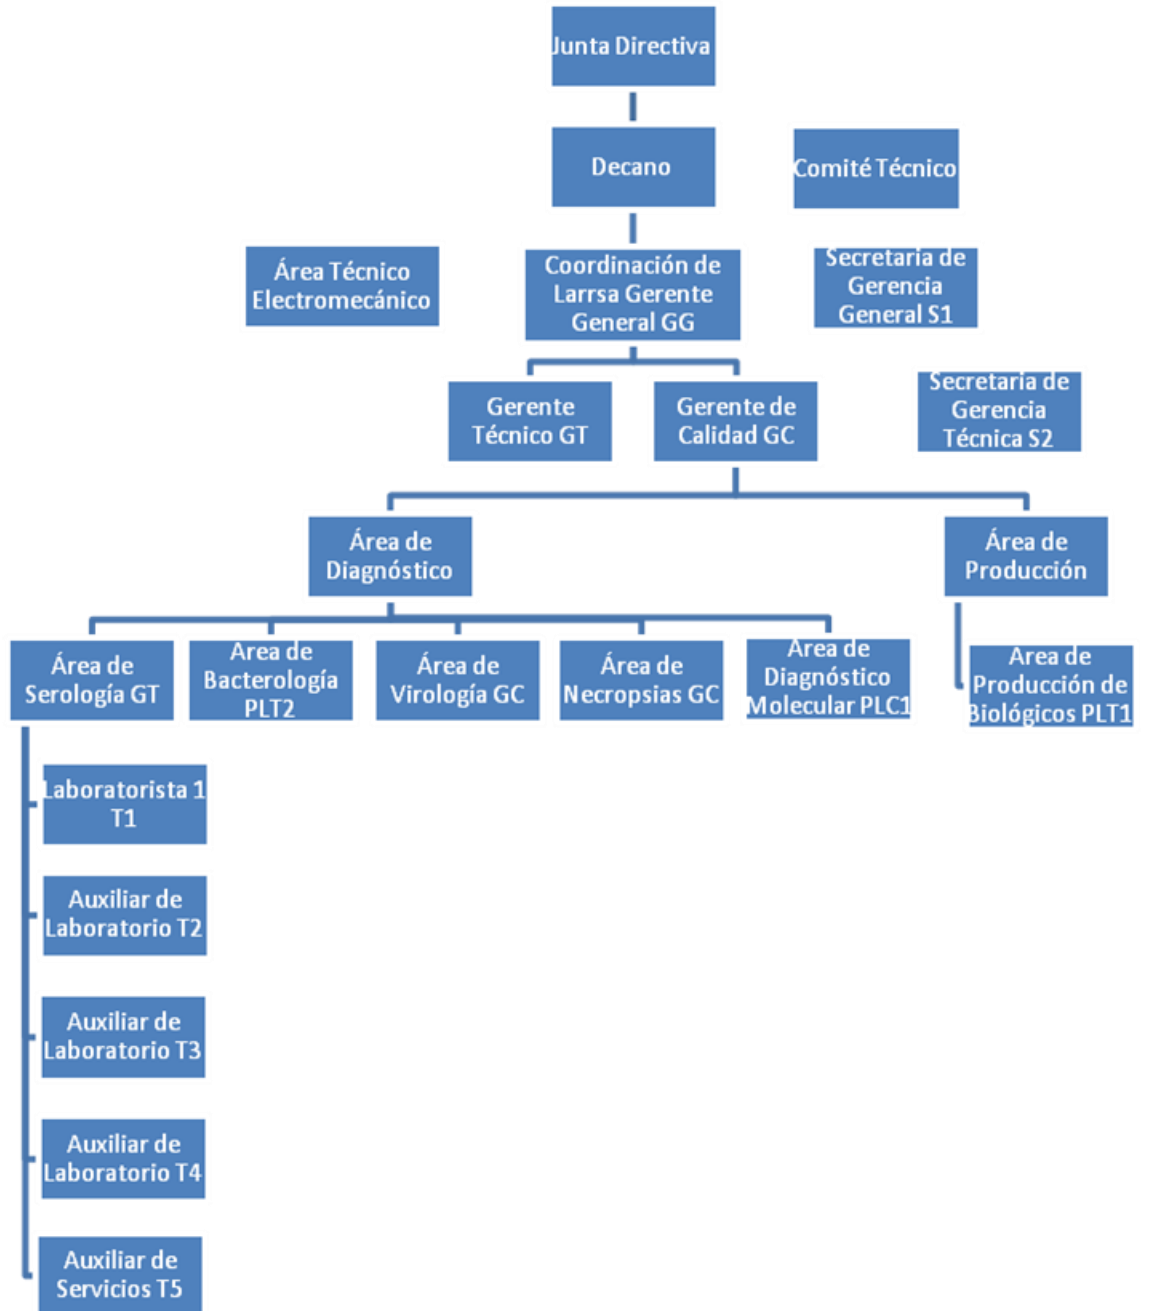 Junta Directiva
Decano
Comité Técnico
Área Técnico
Electromecánico
Coordinación de
Larrsa Gerente
General GG
Secretaria de
Gerencia
General S1
Gerente
Técnico GT
Gerente de
Calidad GC
Secretaria de
Gerencia
Técnica S2
Área de
Diagnóstico
Área de
Producción
Área de
Serología GT
Area de
Bacterología
PLT2
Área de
Virología GC
Área de
Necropsias GC
Area de
Diagnóstico
Molecular PLC1
Area de
Producción de
Biológicos PLT1
Laboratorista 1
T1
Auxiliar de
Laboratorio T2
Auxiliar de
Laboratorio T3
Auxiliar de
Laboratorio T4
Auxiliar de
Servicios T5